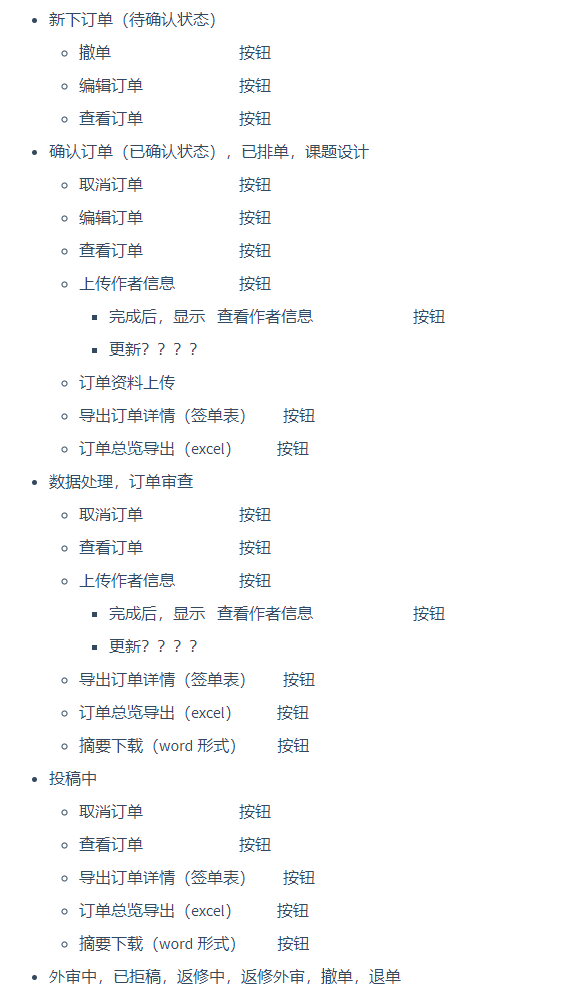 新下订单（待确认状态）
撤单 按钮
编辑订单 按钮
查看订单 按钮
确认订单（已确认状态），已排单，课题设计
取消订单 按钮
编辑订单 按钮
查看订单 按钮
上传作者信息 按钮
完成后，显示 查看作者信息 按钮
更新？？？？
订单资料上传
导出订单详情（签单表） 按钮
订单总览导出（excel） 按钮
数据处理，订单审查
取消订单 按钮
查看订单 按钮
上传作者信息 按钮
完成后，显示 查看作者信息 按钮
更新？？？？
导出订单详情（签单表） 按钮
订单总览导出（excel） 按钮
摘要下载（word 形式） 按钮
投稿中
取消订单 按钮
查看订单 按钮
导出订单详情（签单表） 按钮
订单总览导出（excel） 按钮
摘要下载（word 形式） 按钮
外审中，已拒稿，返修中，返修外审，撤单，退单